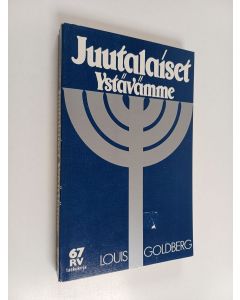 Juutalaiset
Ystävämme
67
RV
taskukirja
LOUIS GOLDBERG